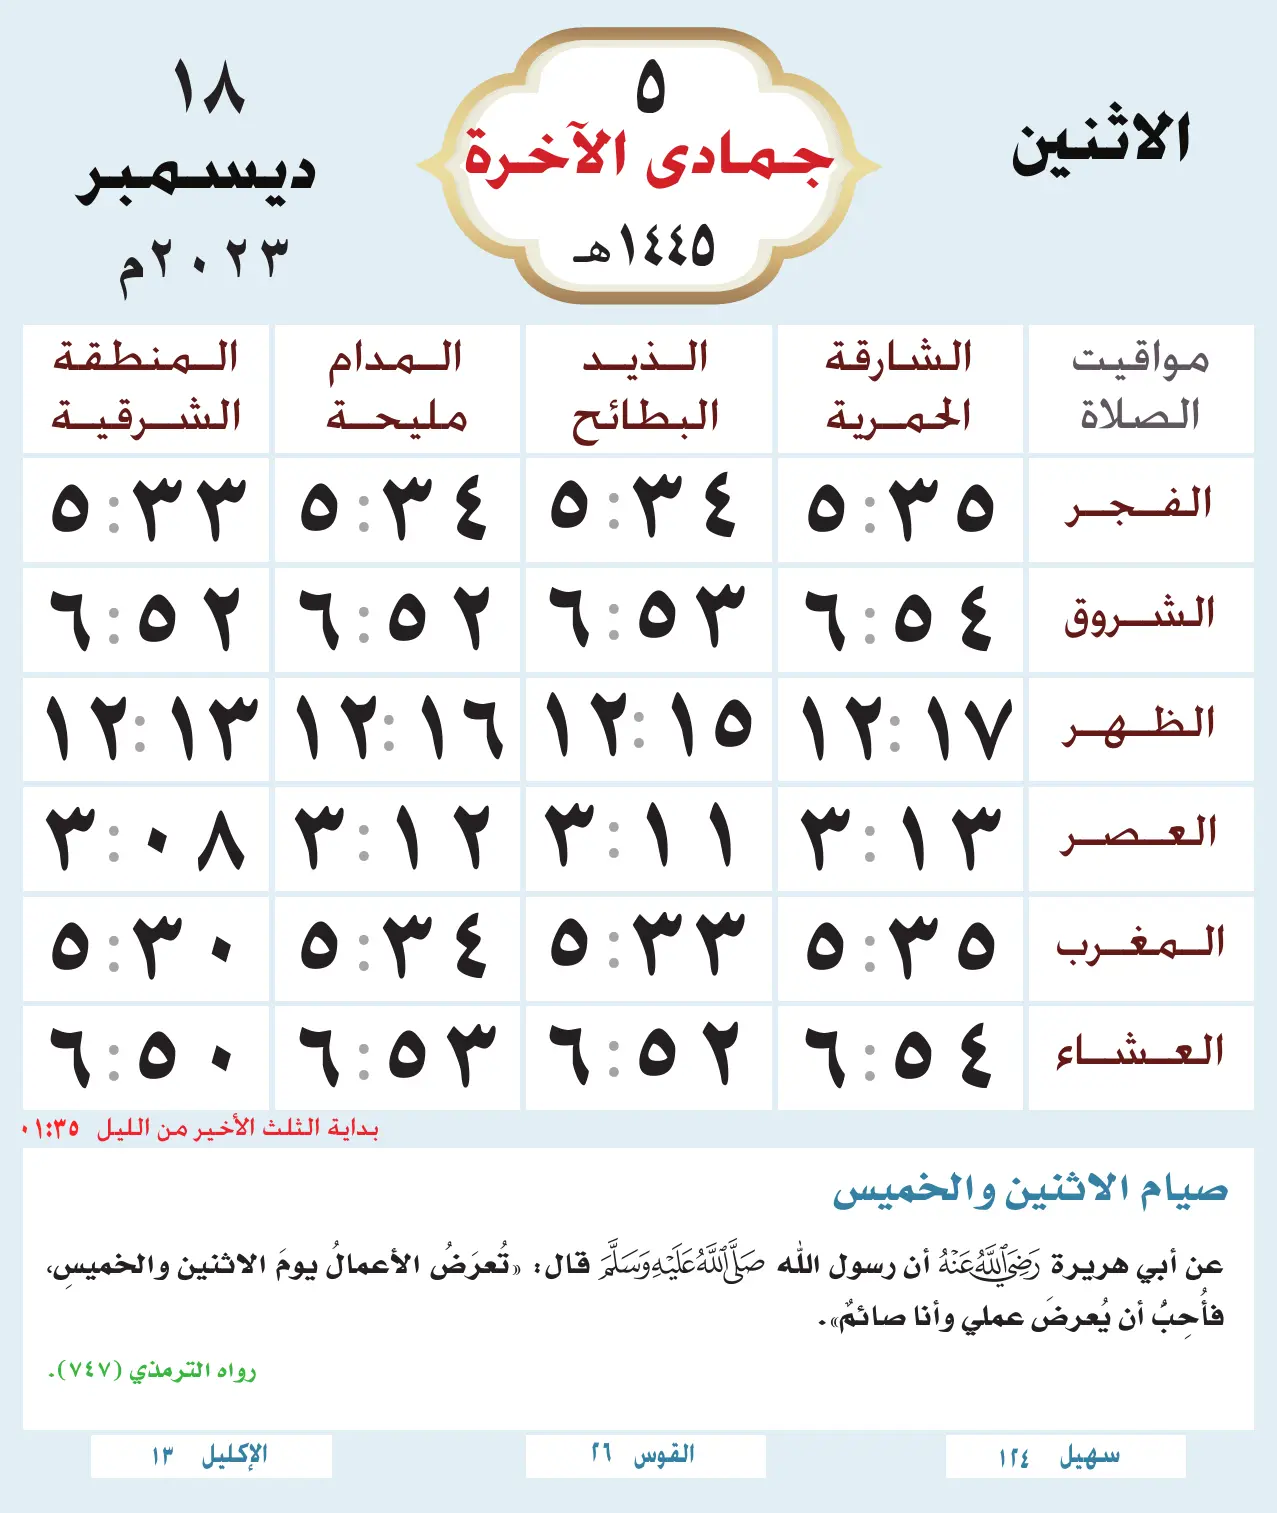 الاثنين
٥
جمادى الآخرة
١٤٤٥هـ
١٨
ديسمبر
٢٠٢٣م
مواقيت الصلاة | الشارقة الحمرية | الذيد البطائح | المدام مليحة | المنطقة الشرقية
الفجر ٥:٣٥ ٥:٣٤ ٥:٣٤ ٥:٣٣
الشروق ٦:٥٤ ٦:٥٣ ٦:٥٢ ٦:٥٢
الظهر ١٢:١٧ ١٢:١٥ ١٢:١٦ ١٢:١٣
العصر ٣:١٣ ٣:١١ ٣:١٢ ٣:٠٨
المغرب ٥:٣٥ ٥:٣٣ ٥:٣٤ ٥:٣٠
العشاء ٦:٥٤ ٦:٥٢ ٦:٥٣ ٦:٥٠
بداية الثلث الأخير من الليل ٠١:٣٥
صيام الاثنين والخميس
عن أبي هريرة رَضِيَ اللَّهُ عَنْهُ أن رسول الله صَلَّى اللَّهُ عَلَيْهِ وَسَلَّمَ قال: «تُعرَضُ الأعمالُ يومَ الاثنين والخميسِ،
فأُحِبُّ أن يُعرضَ عملي وأنا صائمٌ».
رواه الترمذي (٧٤٧).
سهيل ١٢٤
القوس ٢٦
الإكليل ١٣